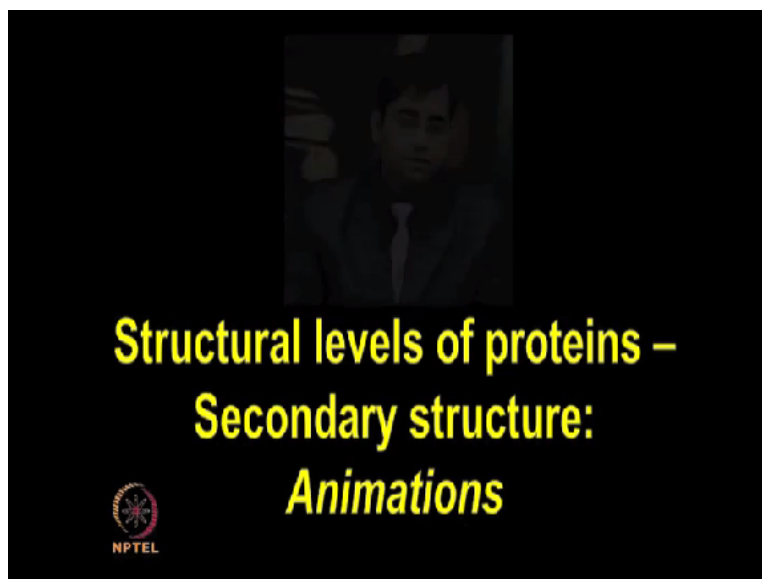 Structural levels of proteins –
Secondary structure:
Animations
NPTEL